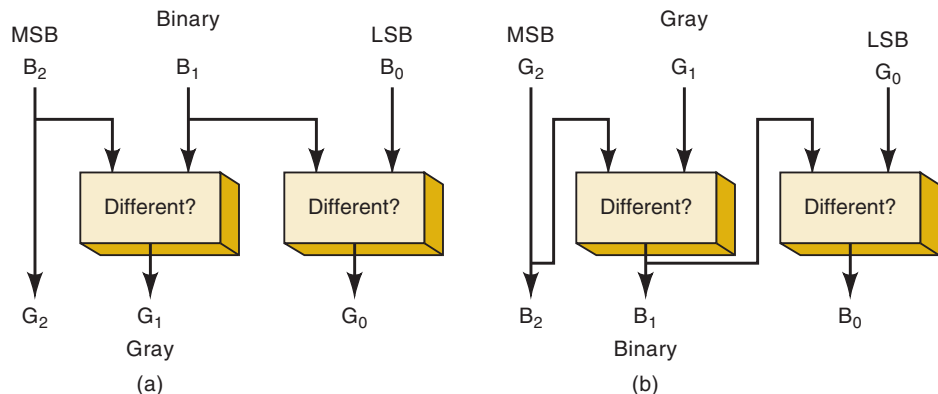 Binary
MSB
LSB
B₂
B₁
B₀
Different?
Different?
G₂
G₁
G₀
Gray
(a)
Gray
MSB
LSB
G₂
G₁
G₀
Different?
Different?
B₂
B₁
B₀
Binary
(b)